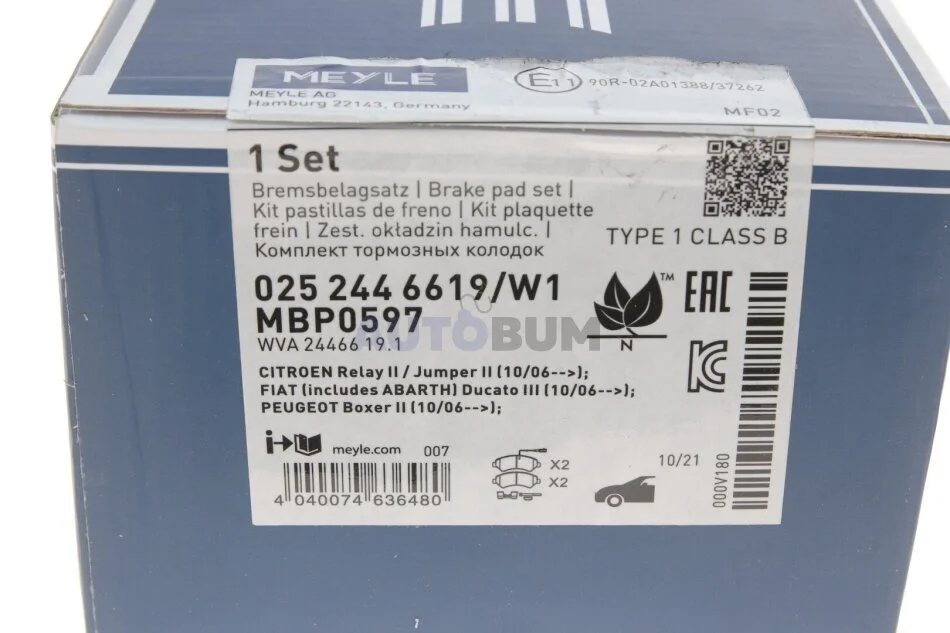 MEYLE
MEYLE AG
Hamburg 22143, Germany
E11 90R-02A01388/37262
MF02
1 Set
Bremsbelagsatz | Brake pad set |
Kit pastillas de freno | Kit plaquette
frein | Zest. okładzin hamulc. |
Комплект тормозных колодок
TYPE 1 CLASS B
025 244 6619/W1
MBP0597
WVA 24466 19.1
AUTOBUM
TM
N
EAC
CITROEN Relay II / Jumper II (10/06-->);
FIAT (includes ABARTH) Ducato III (10/06-->);
PEUGEOT Boxer II (10/06-->);
meyle.com 007
4 040074 636480
X2
X2
10/21
000V180